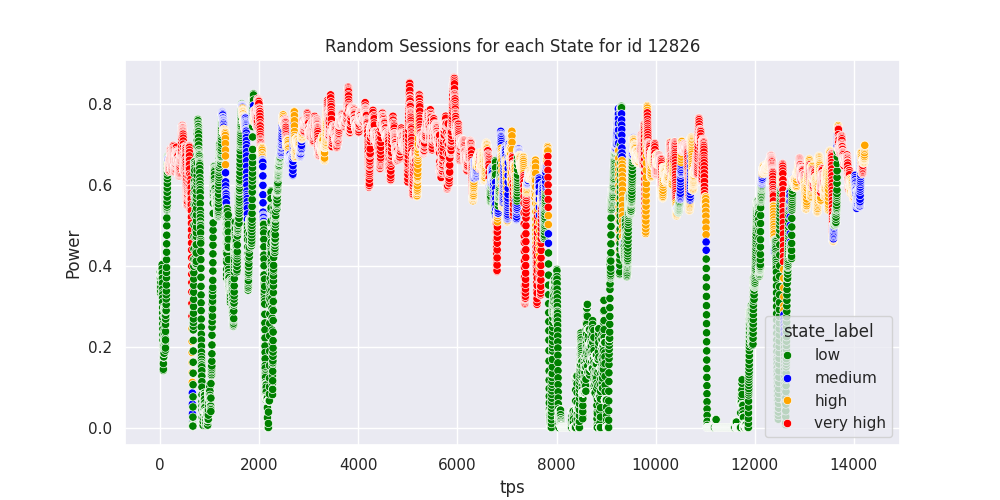 Random Sessions for each State for id 12826
Power
0.8
0.6
0.4
0.2
0.0
state_label
low
medium
high
very high
0 2000 4000 6000 8000 10000 12000 14000
tps